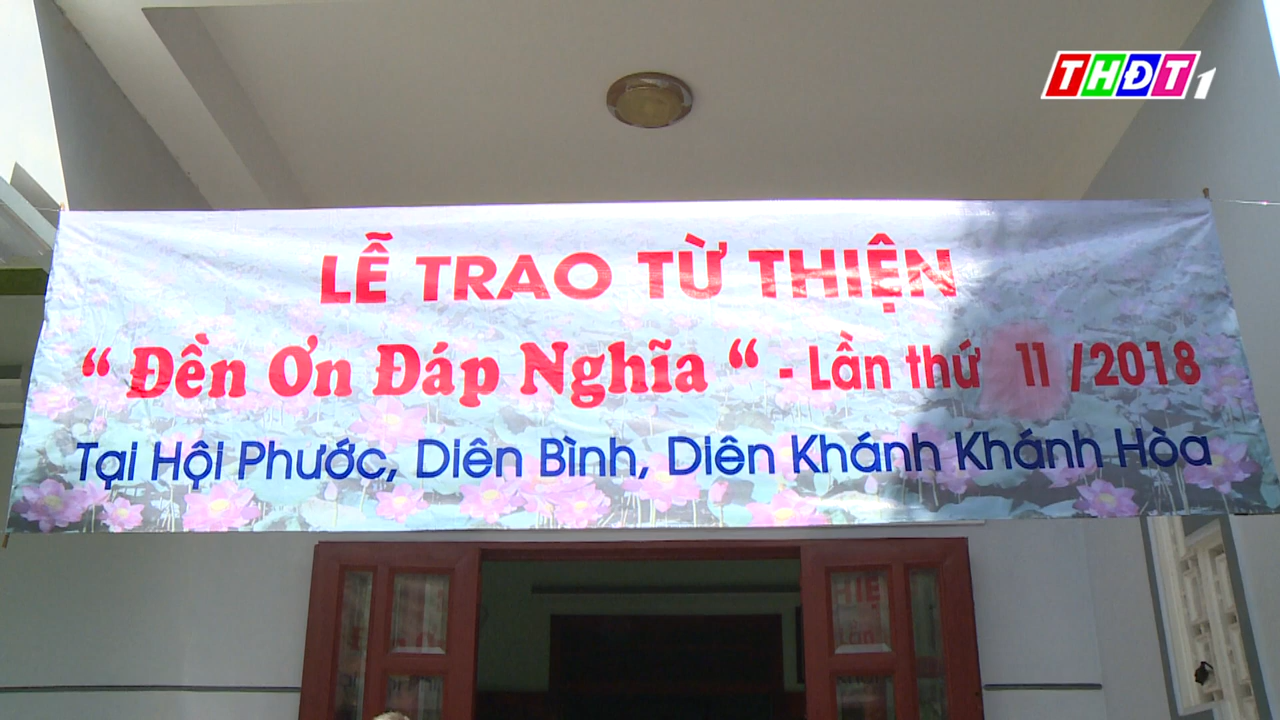 THĐT1
LỄ TRAO TỪ THIỆN
“ Đền Ơn Đáp Nghĩa “ - Lần thứ 11 /2018
Tại Hội Phước, Diên Bình, Diên Khánh Khánh Hòa